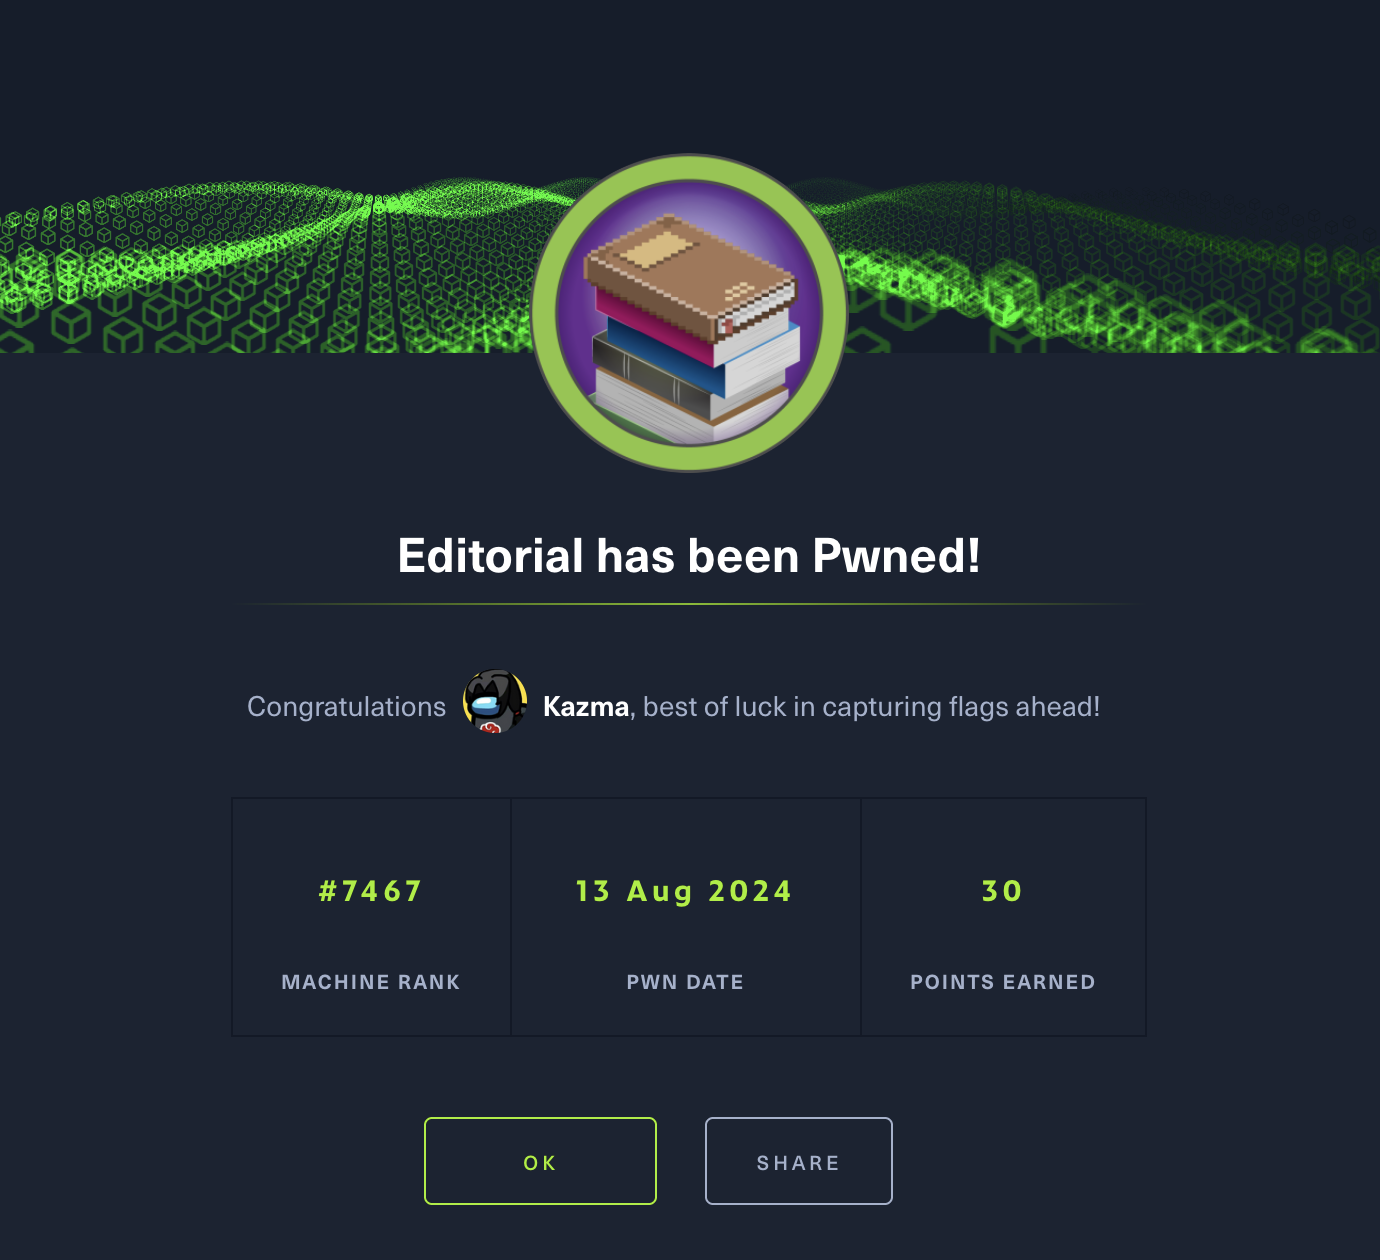 Editorial has been Pwned!
Congratulations Kazma, best of luck in capturing flags ahead!
#7467 13 Aug 2024 30
MACHINE RANK PWN DATE POINTS EARNED
OK SHARE